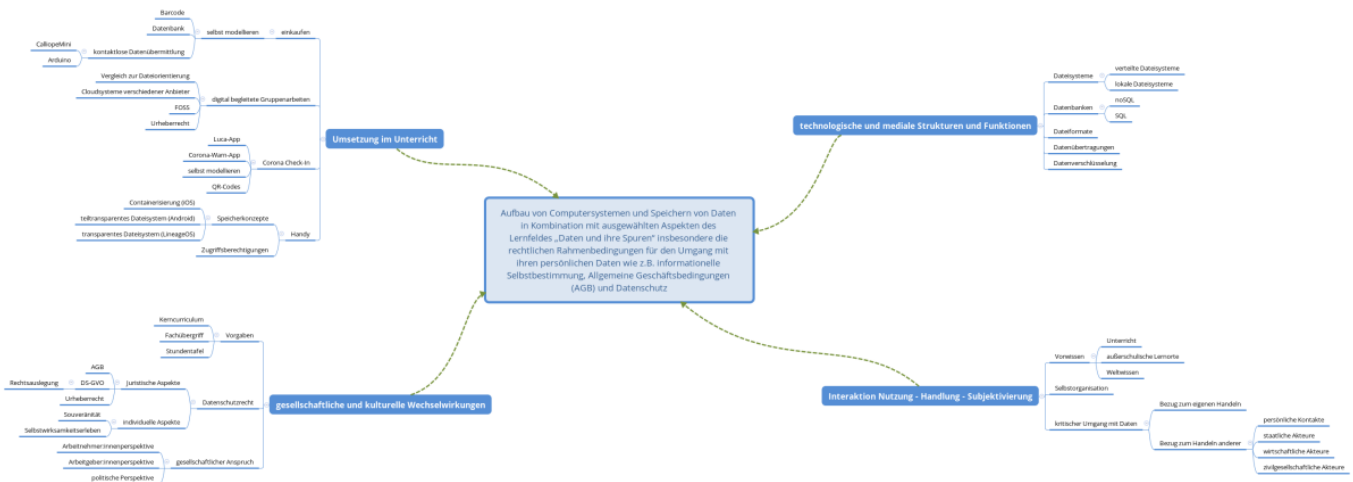 Barcode
Datenbank
selbst modellieren
einkaufen
CalliopeMini
kontaktlose Datenübermittlung
Arduino
Vergleich zur Dateiorientierung
Cloudsysteme verschiedener Anbieter
digital begleitete Gruppenarbeiten
FOSS
Urheberrecht
Umsetzung im Unterricht
Luca-App
Corona-Warn-App
Corona Check-In
selbst modellieren
QR-Codes
Containerisierung (iOS)
teiltransparentes Dateisystem (Android)
Speicherkonzepte
transparentes Dateisystem (LineageOS)
Handy
Zugriffsberechtigungen
technologische und mediale Strukturen und Funktionen
Dateisysteme
verteilte Dateisysteme
lokale Dateisysteme
Datenbanken
noSQL
SQL
Dateiformate
Datenübertragungen
Datenverschlüsselung
Aufbau von Computersystemen und Speichern von Daten
in Kombination mit ausgewählten Aspekten des
Lernfeldes „Daten und ihre Spuren“ insbesondere die
rechtlichen Rahmenbedingungen für den Umgang mit
ihren persönlichen Daten wie z.B. informationelle
Selbstbestimmung, Allgemeine Geschäftsbedingungen
(AGB) und Datenschutz
Kerncurriculum
Fachübergriff
Vorgaben
Stundentafel
AGB
Rechtsauslegung
DS-GVO
juristische Aspekte
Urheberrecht
Datenschutzrecht
gesellschaftliche und kulturelle Wechselwirkungen
Souveränität
individuelle Aspekte
Selbstwirksamkeitserleben
Arbeitnehmer:innenperspektive
Arbeitgeber:innenperspektive
gesellschaftlicher Anspruch
politische Perspektive
Interaktion Nutzung - Handlung - Subjektivierung
Vorwissen
Unterricht
außerschulische Lernorte
Weltwissen
Selbstorganisation
kritischer Umgang mit Daten
Bezug zum eigenen Handeln
Bezug zum Handeln anderer
persönliche Kontakte
staatliche Akteure
wirtschaftliche Akteure
zivilgesellschaftliche Akteure